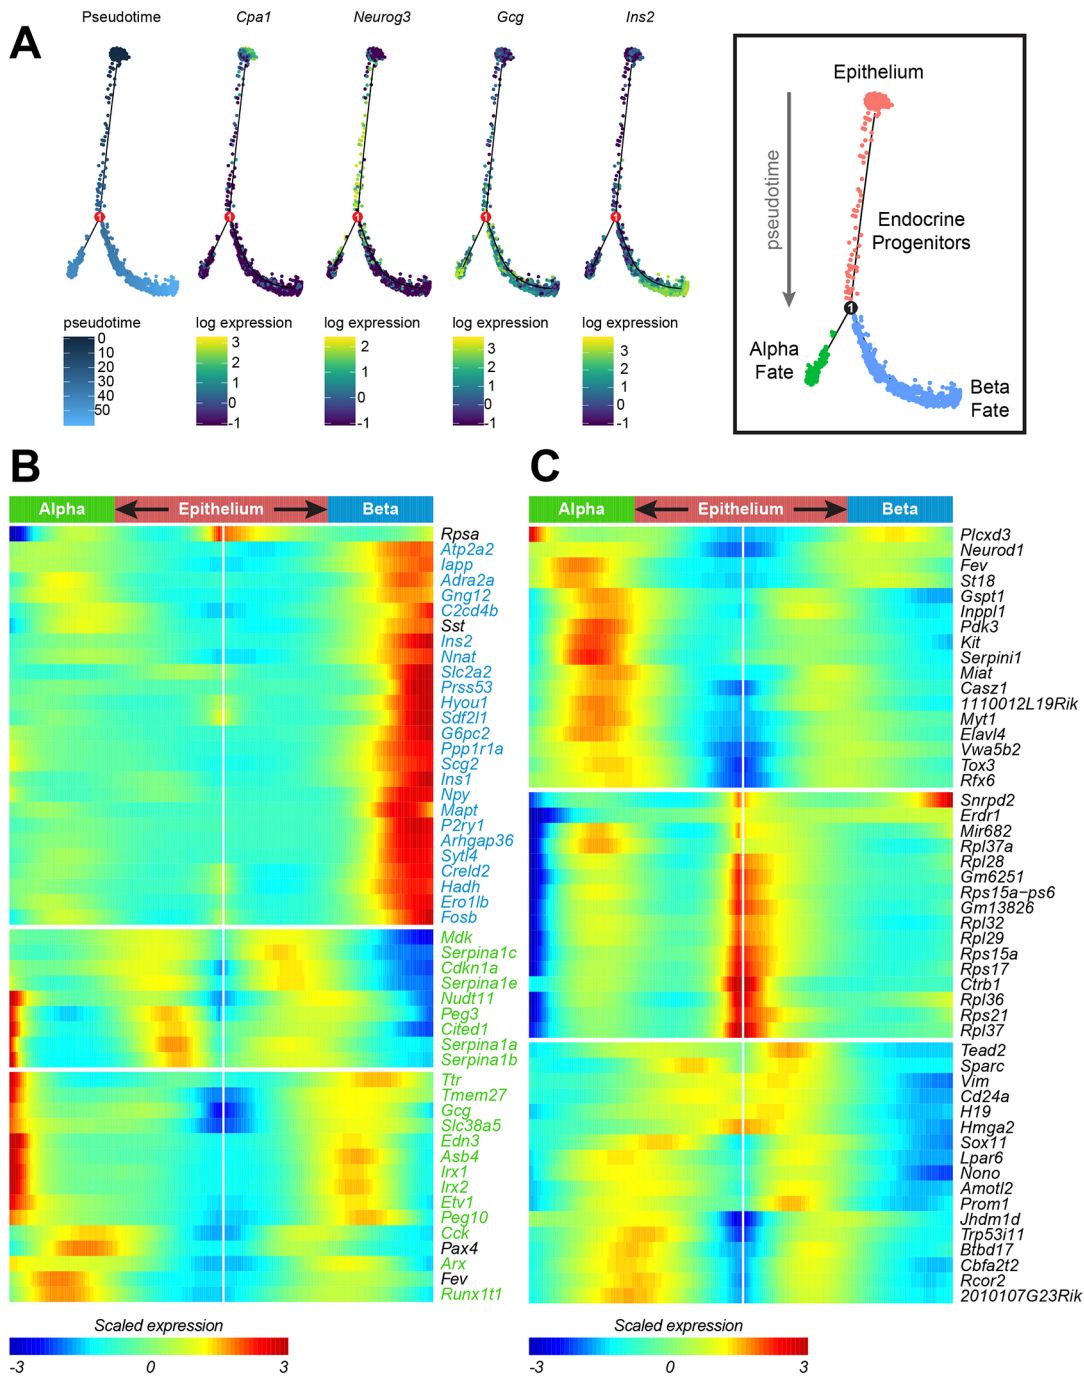 A
Pseudotime
Cpa1
Neurog3
Gcg
Ins2
1
1
1
1
1
pseudotime
0
10
20
30
40
50
log expression
3
2
1
0
-1
log expression
2
1
0
-1
log expression
3
2
1
0
-1
log expression
3
2
1
0
-1
Epithelium
pseudotime
Endocrine
Progenitors
1
Alpha
Fate
Beta
Fate
B
Alpha
Epithelium
Beta
Rpsa
Atp2a2
Iapp
Adra2a
Gng12
C2cd4b
Sst
Ins2
Nnat
Slc2a2
Prss53
Hyou1
Sdf2l1
G6pc2
Ppp1r1a
Scg2
Ins1
Npy
Mapt
P2ry1
Arhgap36
Sytl4
Creld2
Hadh
Ero1lb
Fosb
Mdk
Serpina1c
Cdkn1a
Serpina1e
Nudt11
Peg3
Cited1
Serpina1a
Serpina1b
Ttr
Tmem27
Gcg
Slc38a5
Edn3
Asb4
Irx1
Irx2
Etv1
Peg10
Cck
Pax4
Arx
Fev
Runx1t1
Scaled expression
-3
0
3
C
Alpha
Epithelium
Beta
Plcxd3
Neurod1
Fev
St18
Gspt1
Inppl1
Pdk3
Kit
Serpini1
Miat
Casz1
1110012L19Rik
Myt1
Elavl4
Vwa5b2
Tox3
Rfx6
Snrpd2
Erdr1
Mir682
Rpl37a
Rpl28
Gm6251
Rps15a−ps6
Gm13826
Rpl32
Rpl29
Rps15a
Rps17
Ctrb1
Rpl36
Rps21
Rpl37
Tead2
Sparc
Vim
Cd24a
H19
Hmga2
Sox11
Lpar6
Nono
Amotl2
Prom1
Jhdm1d
Trp53i11
Btbd17
Cbfa2t2
Rcor2
2010107G23Rik
Scaled expression
-3
0
3